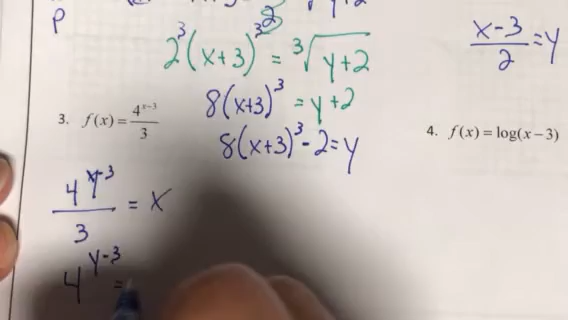 p
2³(x+3)³ = ³√y+2
x-3/2 = y
8(x+3)³ = y+2
3. f(x) = 4^(x-3)/3
8(x+3)³ - 2 = y
4. f(x) = log(x-3)
4^(y-3)/3 = x
4^(y-3) =